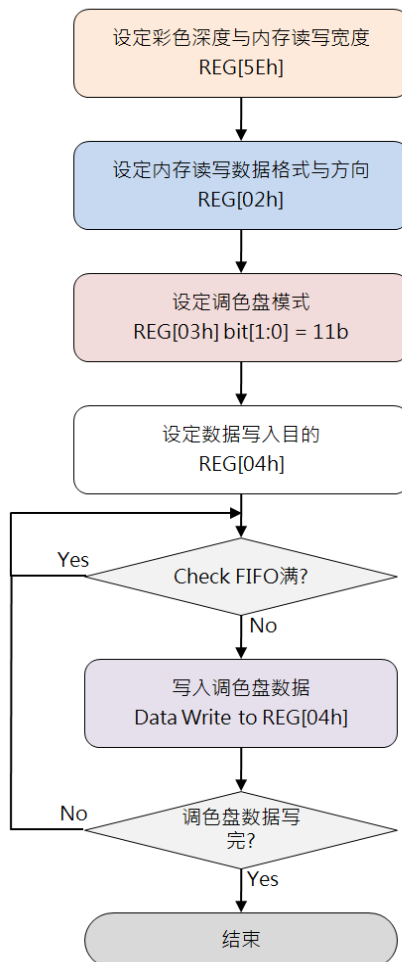 设定彩色深度与内存读写宽度
REG[5Eh]
设定内存读写数据格式与方向
REG[02h]
设定调色盘模式
REG[03h] bit[1:0] = 11b
设定数据写入目的
REG[04h]
Yes
Check FIFO满?
No
写入调色盘数据
Data Write to REG[04h]
No
调色盘数据写
完?
Yes
结束